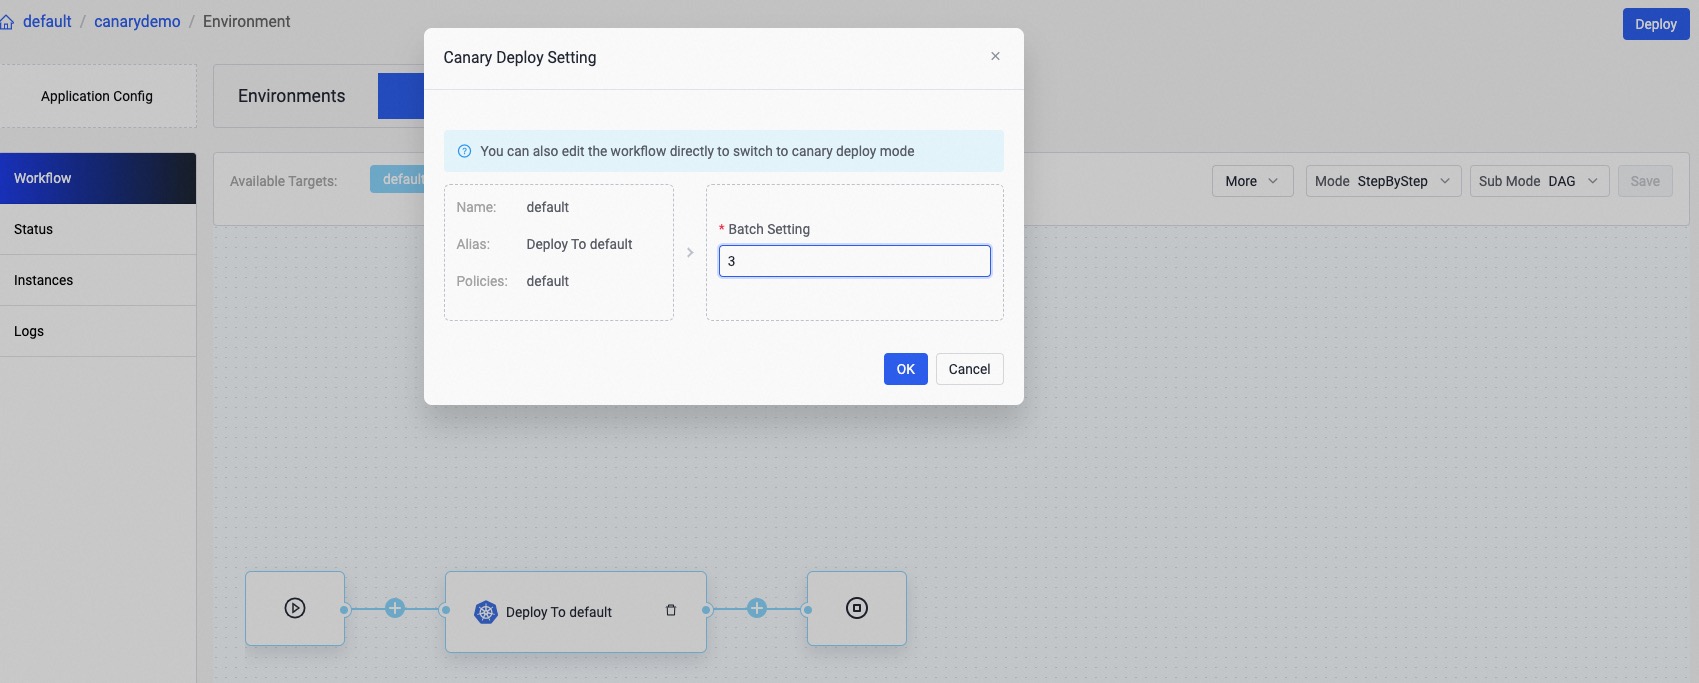 default / canarydemo / Environment
Deploy
Canary Deploy Setting
Application Config
Environments
You can also edit the workflow directly to switch to canary deploy mode
Workflow
Available Targets: default
More
Mode StepByStep
Sub Mode DAG
Save
Name: default
Alias: Deploy To default
Policies: default
* Batch Setting
3
Status
Instances
Logs
OK
Cancel
Deploy To default